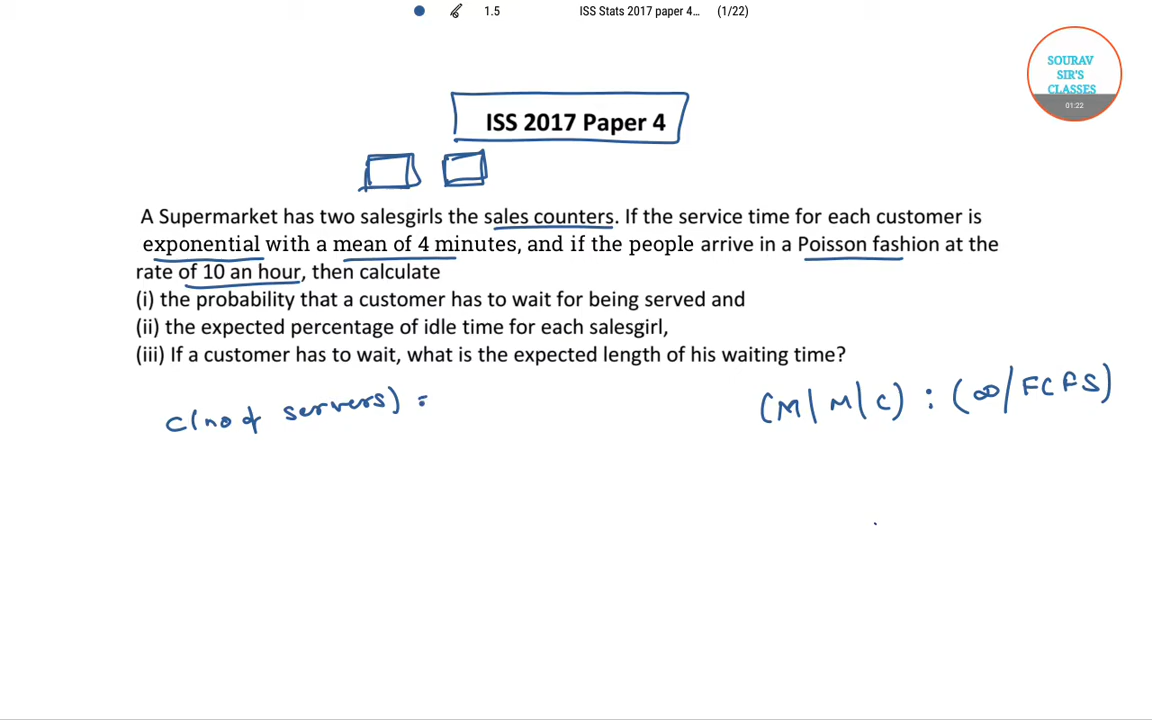 1.5 ISS Stats 2017 paper 4... (1/22)
SOURAV
SIR'S
CLASSES
01:22
ISS 2017 Paper 4
A Supermarket has two salesgirls the sales counters. If the service time for each customer is
exponential with a mean of 4 minutes, and if the people arrive in a Poisson fashion at the
rate of 10 an hour, then calculate
(i) the probability that a customer has to wait for being served and
(ii) the expected percentage of idle time for each salesgirl,
(iii) If a customer has to wait, what is the expected length of his waiting time?
c(no of servers) =
(M/M/C) : (∞/FCFS)